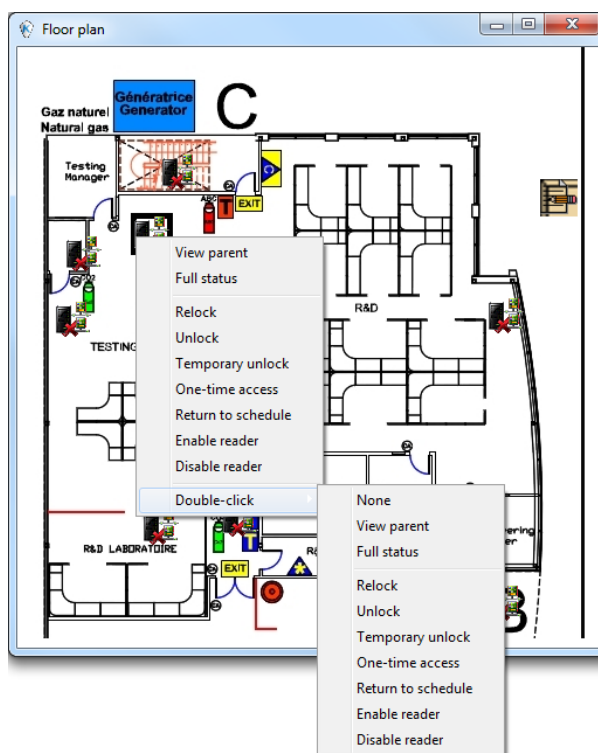 Floor plan
Génératrice
Generator
C
Gaz naturel
Natural gas
Testing
Manager
C
ABC
T
EXIT
CO2
R&D
TESTING
View parent
Full status
Relock
Unlock
Temporary unlock
One-time access
Return to schedule
Enable reader
Disable reader
Double-click
R&D LABORATOIRE
T
EXIT
None
View parent
Full status
Relock
Unlock
Temporary unlock
One-time access
Return to schedule
Enable reader
Disable reader